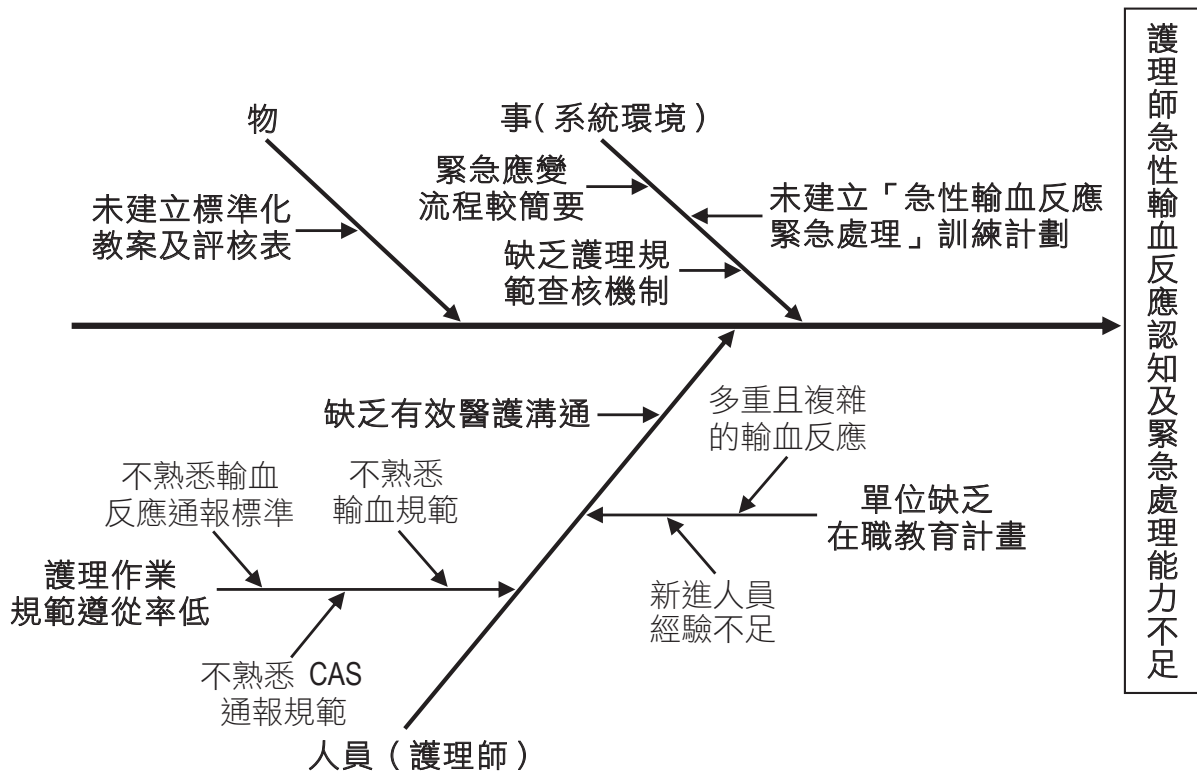 物
事(系統環境)
緊急應變
流程較簡要
未建立標準化
教案及評核表
未建立「急性輸血反應
緊急處理」訓練計劃
缺乏護理規
範查核機制
護理師急性輸血反應認知及緊急處理能力不足
缺乏有效醫護溝通
多重且複雜
的輸血反應
不熟悉輸血
反應通報標準
不熟悉
輸血規範
單位缺乏
在職教育計畫
護理作業
規範遵從率低
新進人員
經驗不足
不熟悉 CAS
通報規範
人員（護理師）